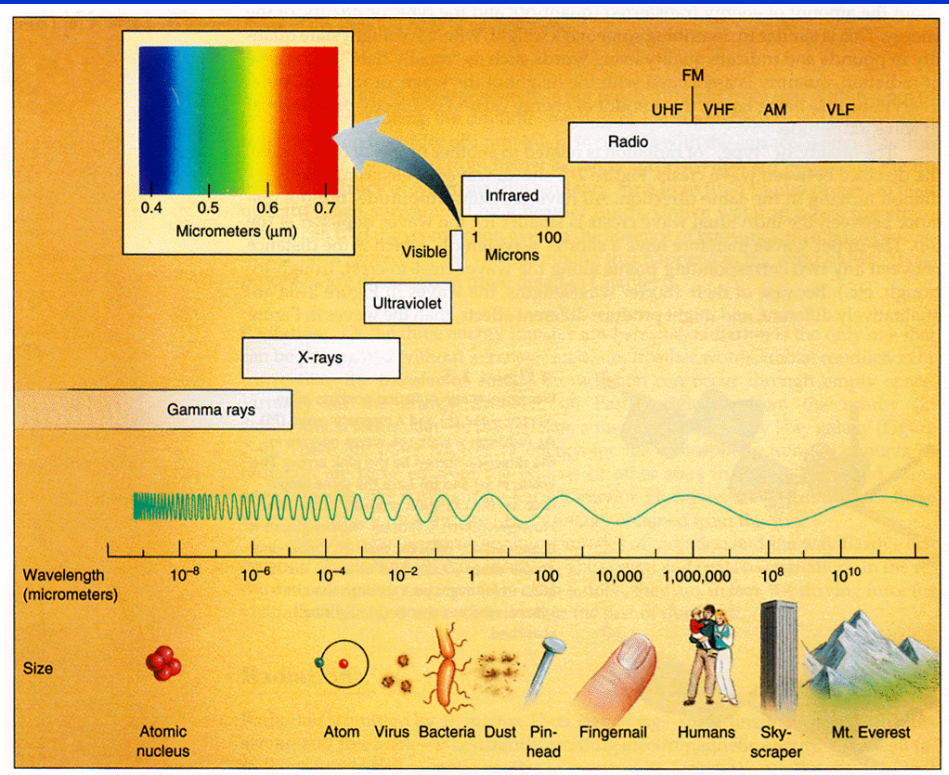 FM
UHF VHF AM VLF
Radio
Infrared
1 100
Microns
Visible
0.4 0.5 0.6 0.7
Micrometers (μm)
Ultraviolet
X-rays
Gamma rays
Wavelength
(micrometers)
10⁻⁸ 10⁻⁶ 10⁻⁴ 10⁻² 1 100 10,000 1,000,000 10⁸ 10¹⁰
Size
Atomic
nucleus
Atom
Virus
Bacteria
Dust
Pin-
head
Fingernail
Humans
Sky-
scraper
Mt. Everest